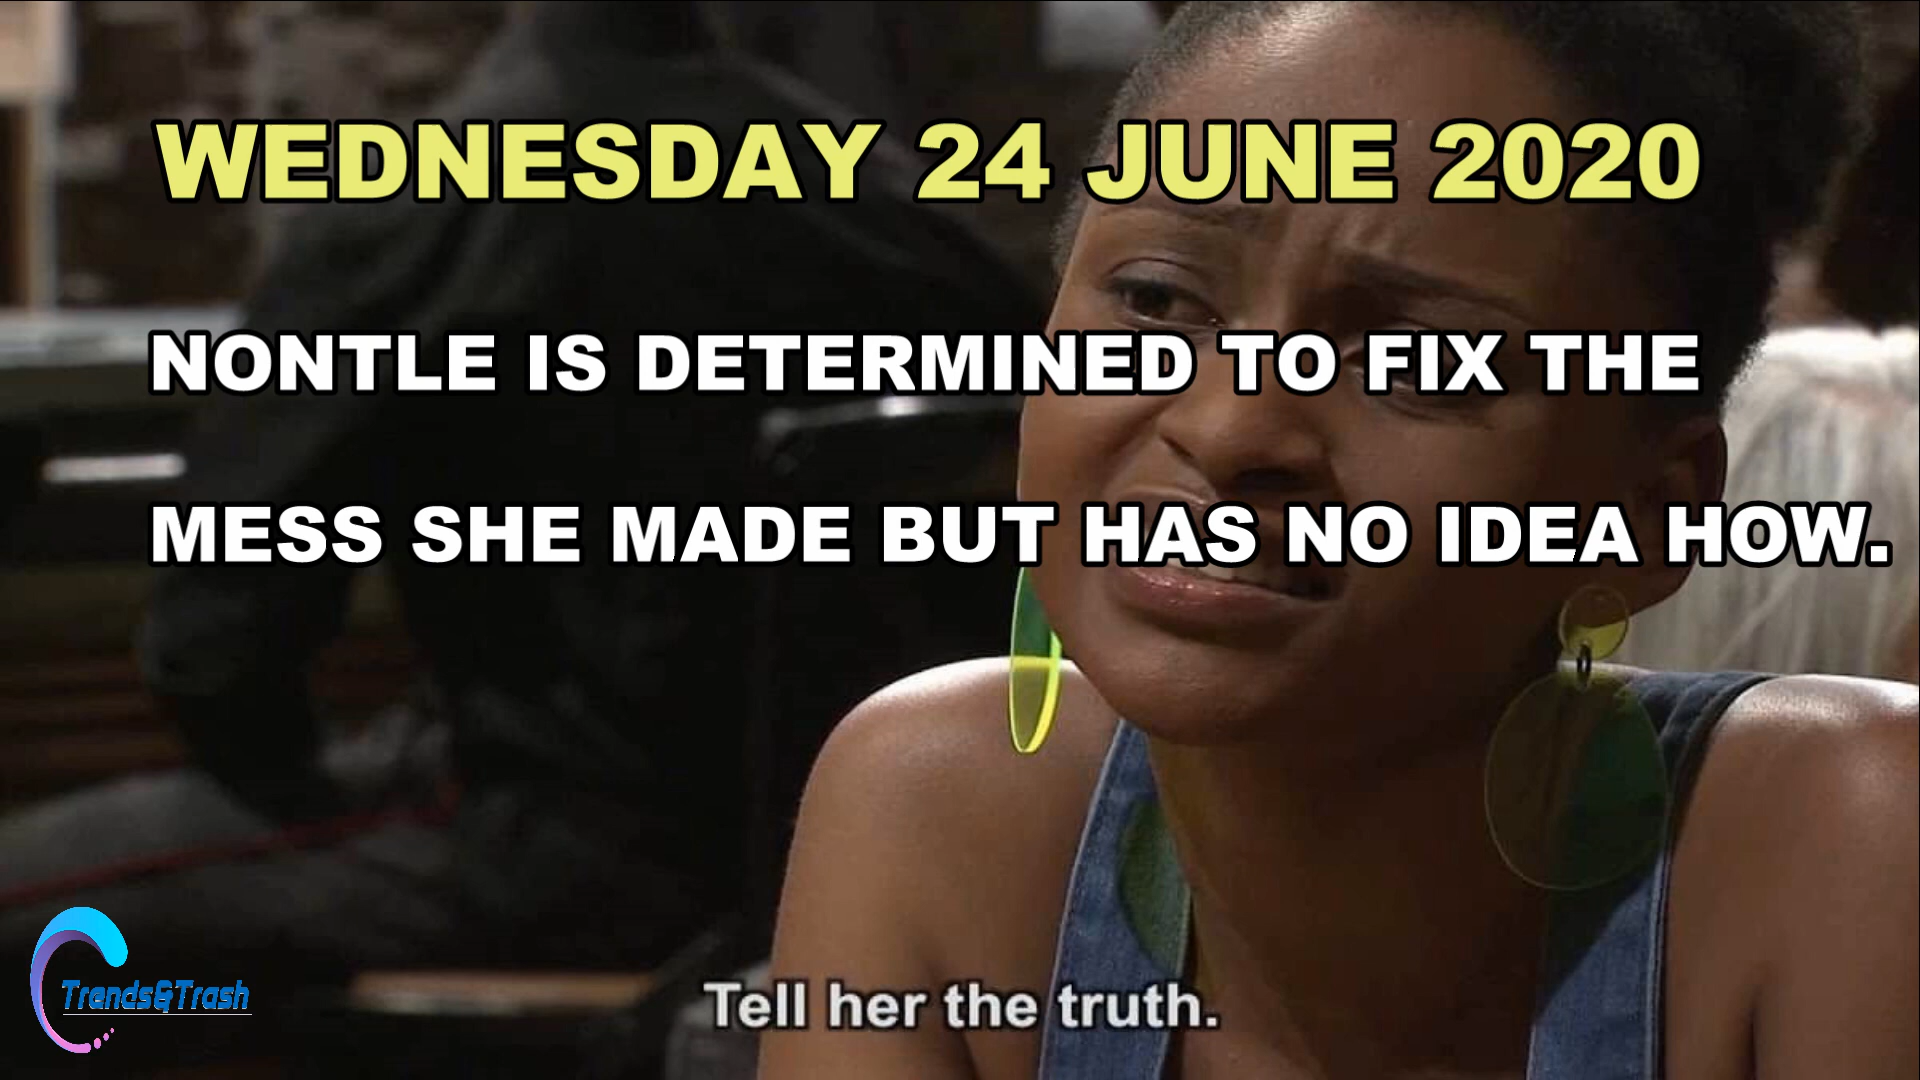 WEDNESDAY 24 JUNE 2020
NONTLE IS DETERMINED TO FIX THE
MESS SHE MADE BUT HAS NO IDEA HOW.
Trends&Trash
Tell her the truth.